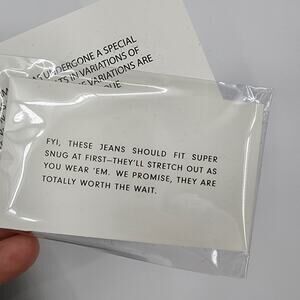 UNDERGONE A SPECIAL
IN VARIATIONS OF
VARIATIONS ARE
FYI, THESE JEANS SHOULD FIT SUPER
SNUG AT FIRST—THEY'LL STRETCH OUT AS
YOU WEAR 'EM. WE PROMISE, THEY ARE
TOTALLY WORTH THE WAIT.